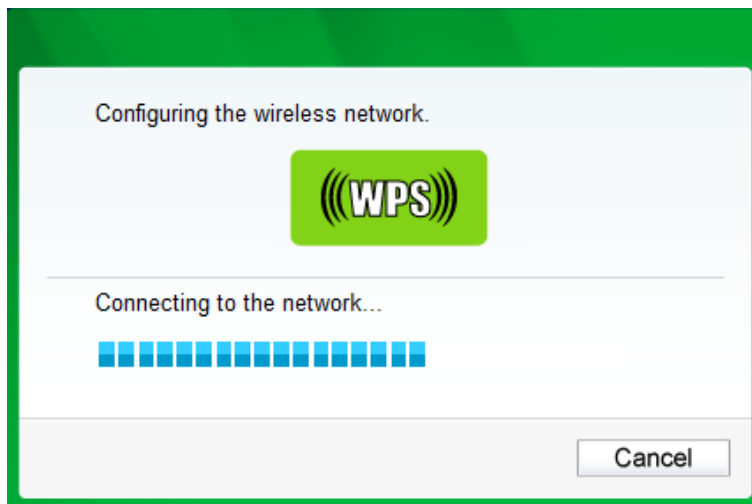 Configuring the wireless network.
(((WPS)))
Connecting to the network...
Cancel